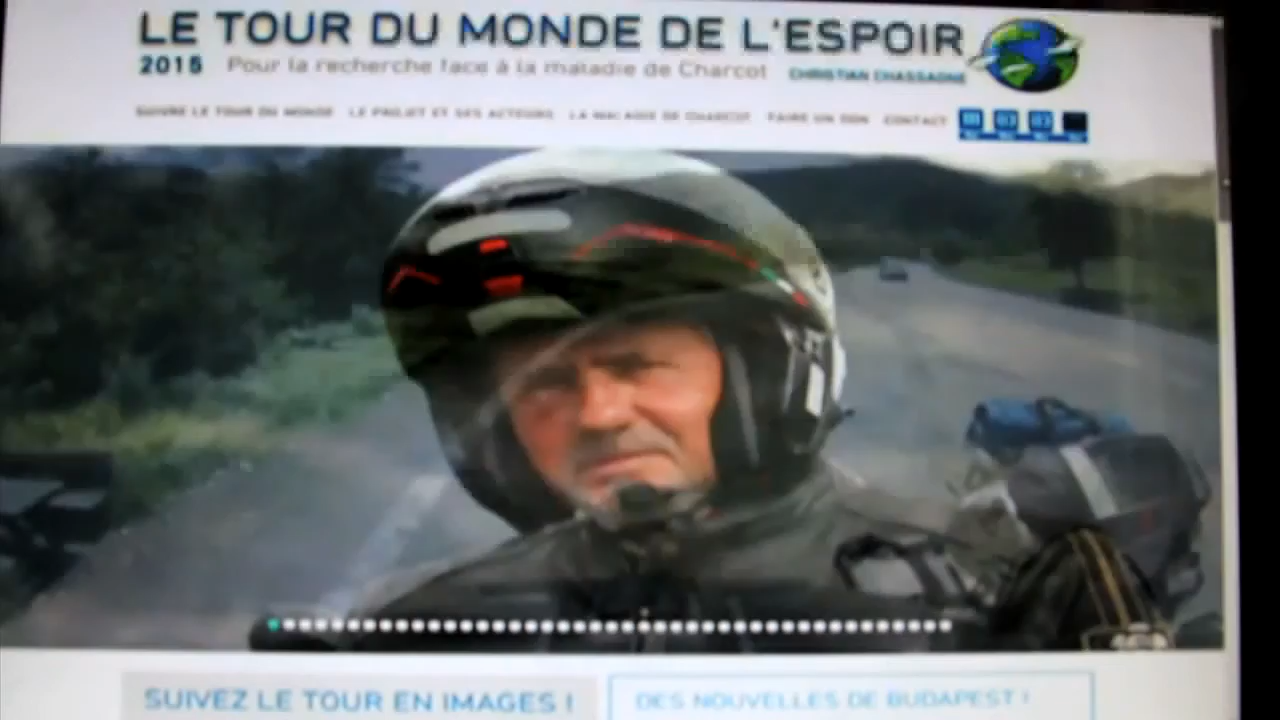 LE TOUR DU MONDE DE L'ESPOIR
2015 Pour la recherche face à la maladie de Charcot CHRISTIAN CHASSAGNE
SUIVRE LE TOUR DU MONDE LE PROJET ET SES ACTEURS LA MALADIE DE CHARCOT FAIRE UN DON CONTACT
SUIVEZ LE TOUR EN IMAGES !
DES NOUVELLES DE BUDAPEST !